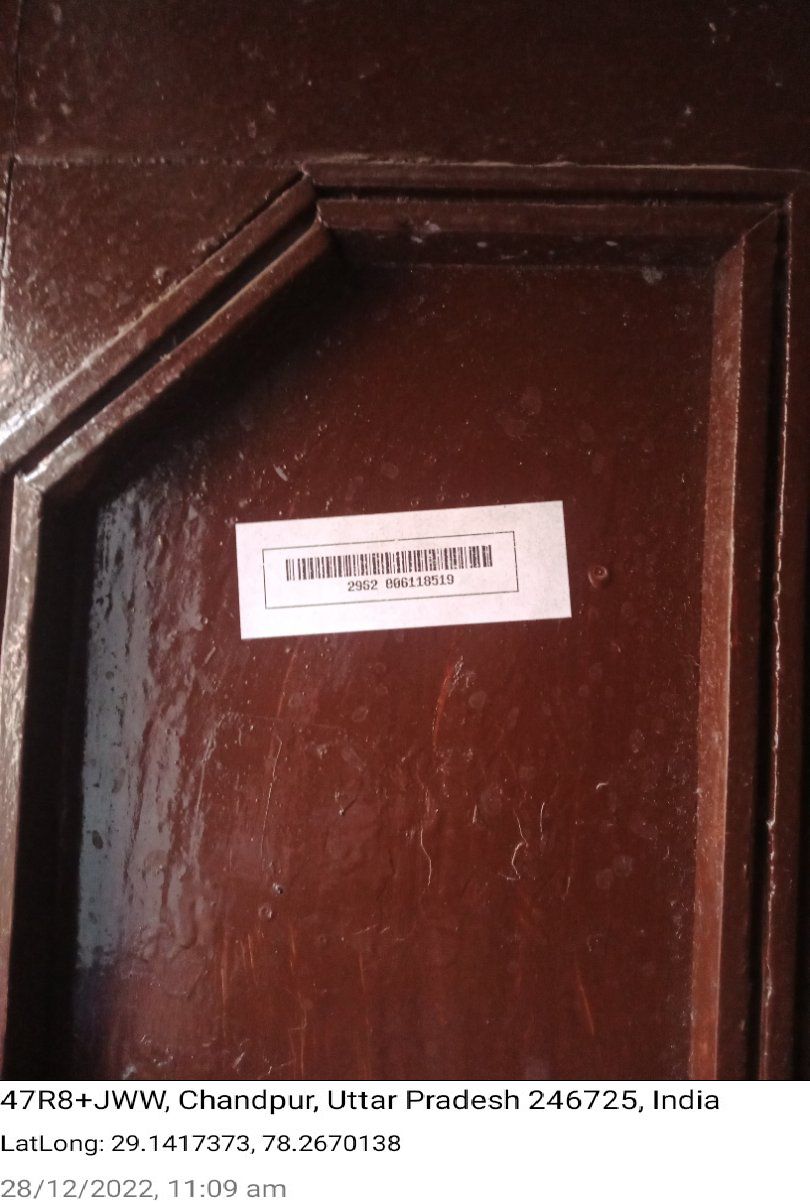 2962 006118519
47R8+JWW, Chandpur, Uttar Pradesh 246725, India
LatLong: 29.1417373, 78.2670138
28/12/2022, 11:09 am